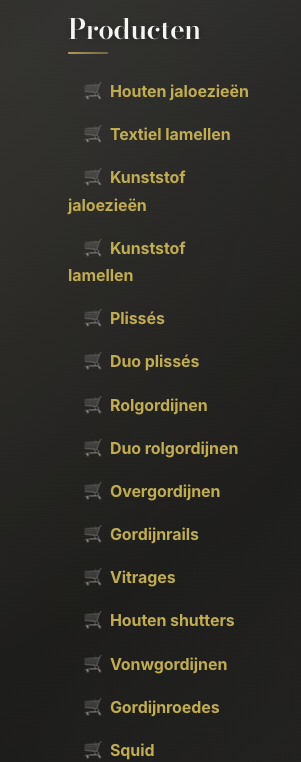 Producten
Houten jaloezieën
Textiel lamellen
Kunststof
jaloezieën
Kunststof
lamellen
Plissés
Duo plissés
Rolgordijnen
Duo rolgordijnen
Overgordijnen
Gordijnrails
Vitrages
Houten shutters
Vonwgordijnen
Gordijnroedes
Squid